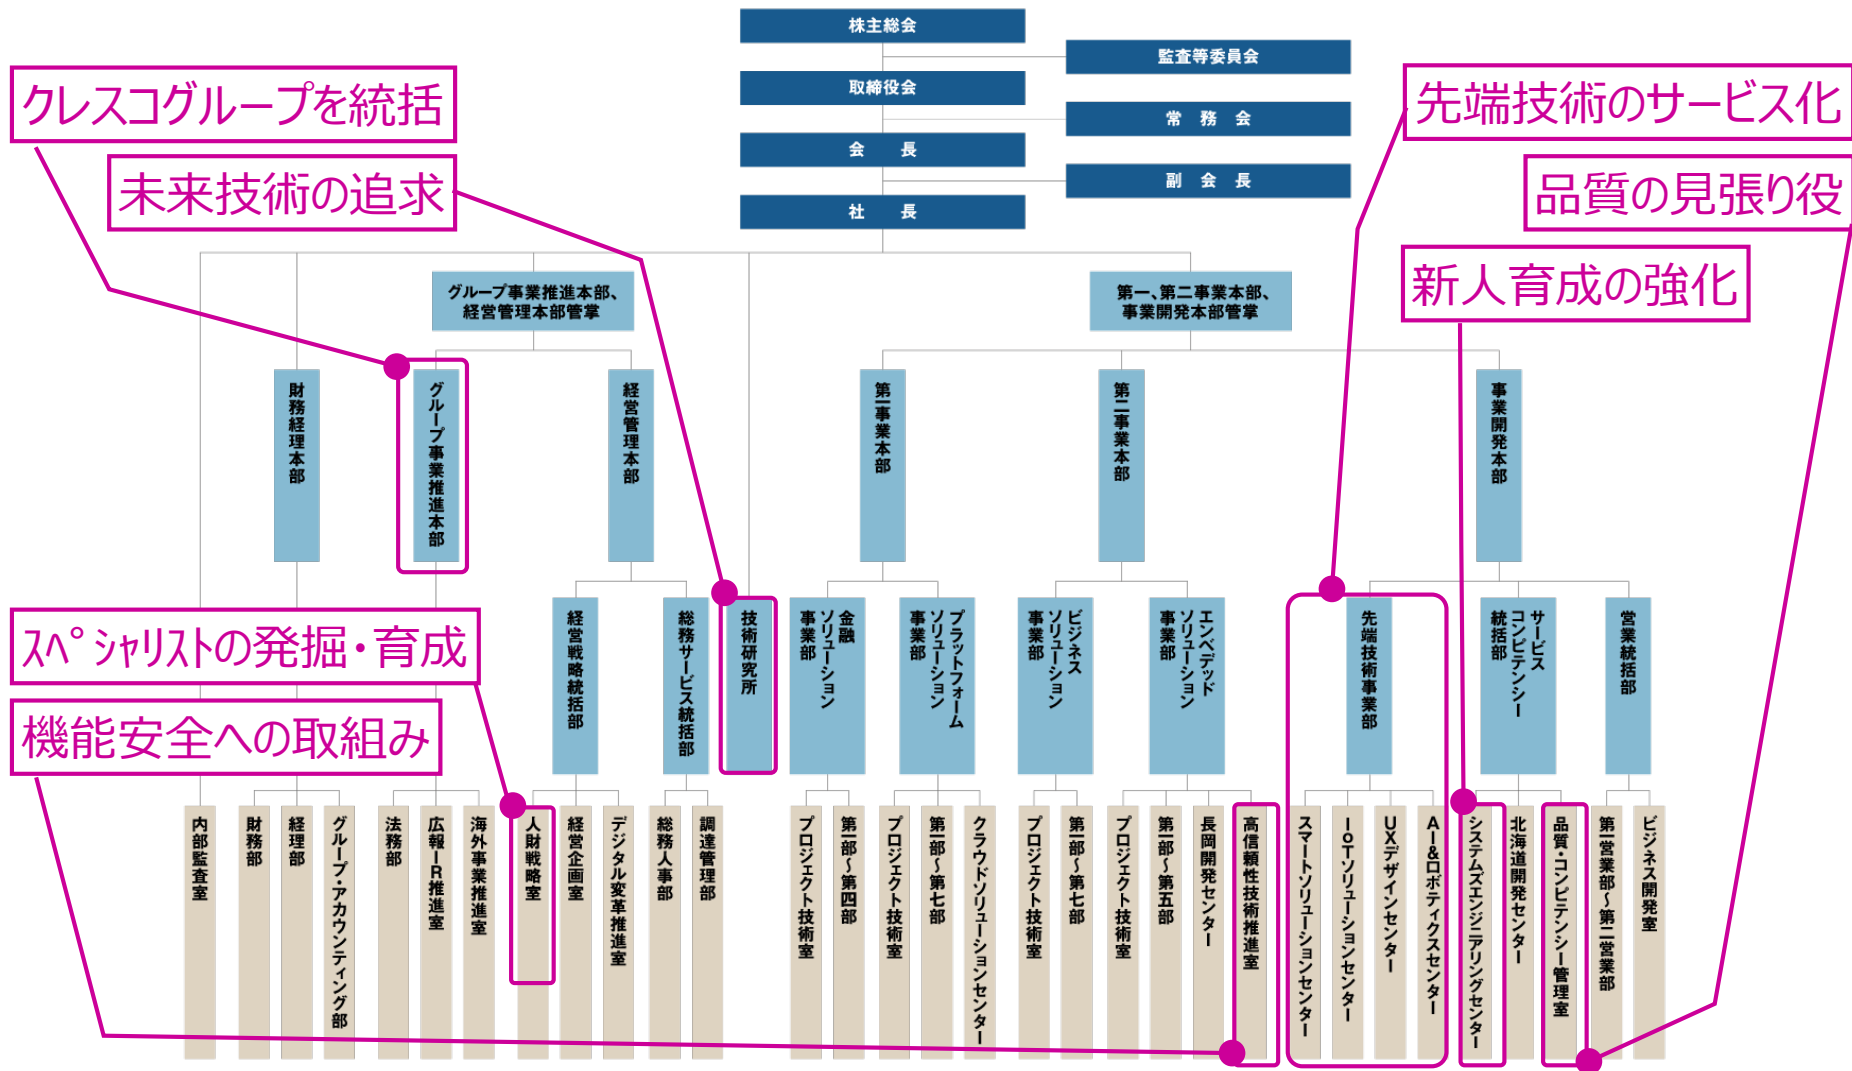 株主総会
監査等委員会
取締役会
常務会
会長
副会長
社長
クレスコグループを統括
未来技術の追求
先端技術のサービス化
品質の見張り役
新人育成の強化
スペシャリストの発掘・育成
機能安全への取組み
グループ事業推進本部、
経営管理本部管掌
第一、第二事業本部、
事業開発本部管掌
財務経理本部
グループ事業推進本部
経営管理本部
第一事業本部
第二事業本部
事業開発本部
経営戦略統括部
総務サービス統括部
技術研究所
金融
ソリューション
事業部
プラットフォーム
ソリューション
事業部
ビジネス
ソリューション
事業部
エンベデッド
ソリューション
事業部
先端技術事業部
サービス
コンピテンシー
統括部
営業統括部
内部監査室
財務部
経理部
グループ・アカウンティング部
法務部
広報IR推進室
海外事業推進室
人財戦略室
経営企画室
デジタル変革推進室
総務人事部
調達管理部
プロジェクト技術室
第一部～第四部
プロジェクト技術室
第一部～第七部
クラウドソリューションセンター
プロジェクト技術室
第一部～第七部
プロジェクト技術室
第一部～第五部
長岡開発センター
高信頼性技術推進室
スマートソリューションセンター
IoTソリューションセンター
UXデザインセンター
AI&ロボティクスセンター
システムズエンジニアリングセンター
北海道開発センター
品質・コンピテンシー管理室
第一営業部～第二営業部
ビジネス開発室